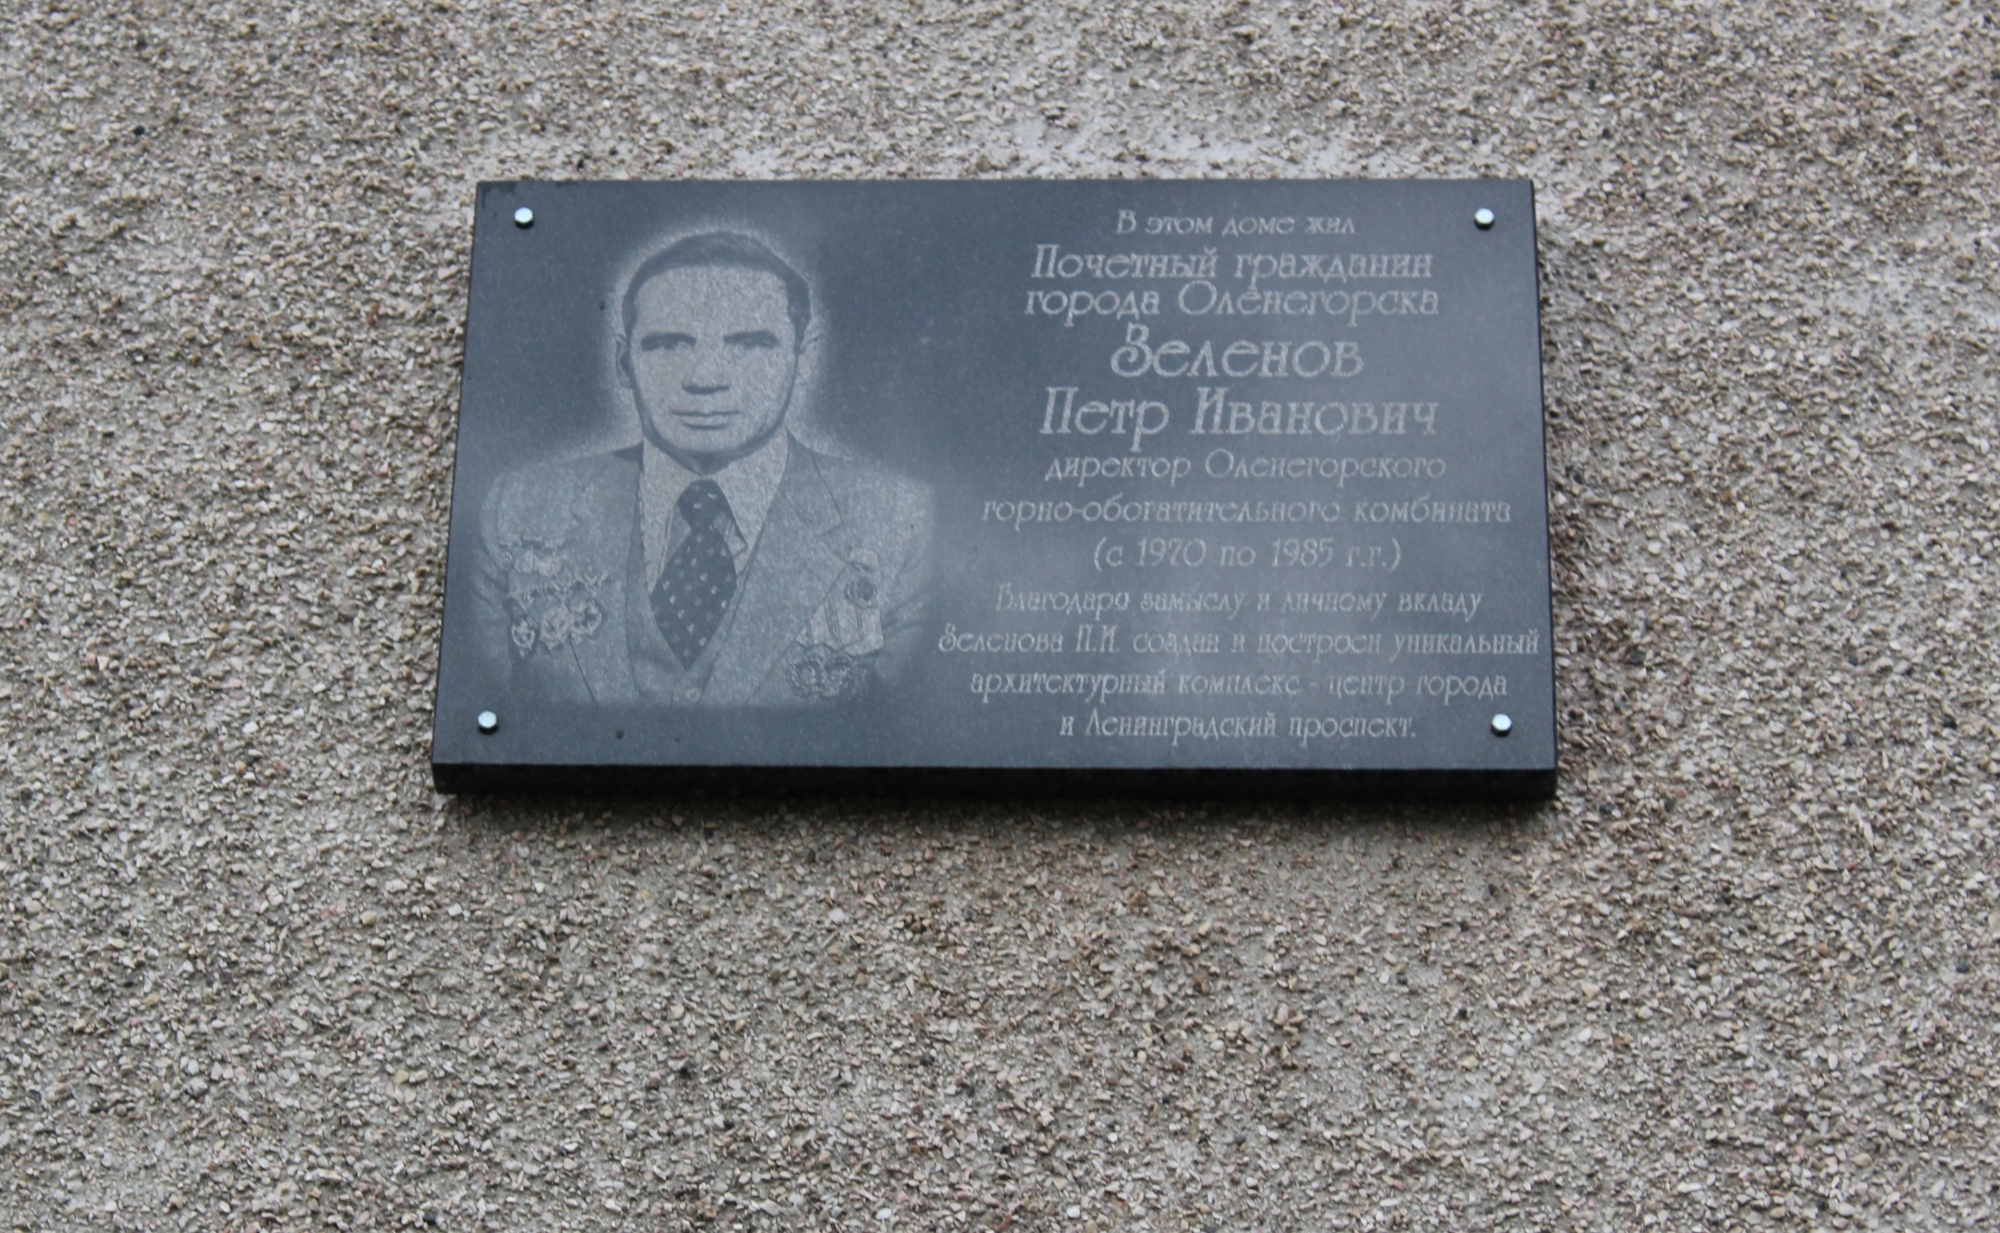 В этом доме жил
Почетный гражданин
города Оленегорска
Зеленов
Петр Иванович
директор Оленегорского
горно-обогатительного комбината
(с 1970 по 1985 г.г.)
Благодаря замыслу и личному вкладу
Зеленова П.И. создан и построен уникальный
архитектурный комплекс - центр города
и Ленинградский проспект.